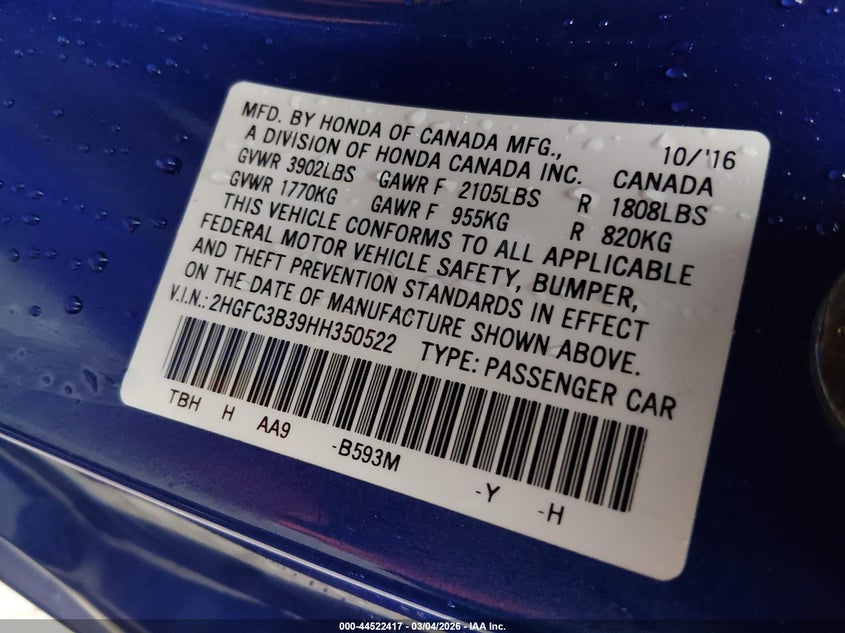 MFD. BY HONDA OF CANADA MFG., 10/'16
A DIVISION OF HONDA CANADA INC. CANADA
GVWR 3902LBS GAWR F 2105LBS R 1808LBS
GVWR 1770KG GAWR F 955KG R 820KG
THIS VEHICLE CONFORMS TO ALL APPLICABLE
FEDERAL MOTOR VEHICLE SAFETY, BUMPER,
AND THEFT PREVENTION STANDARDS IN EFFECT
ON THE DATE OF MANUFACTURE SHOWN ABOVE.
V.I.N.: 2HGFC3B39HH350522 TYPE: PASSENGER CAR
TBH H AA9 -B593M -Y -H
000-44522417 - 03/04/2026 - IAA Inc.